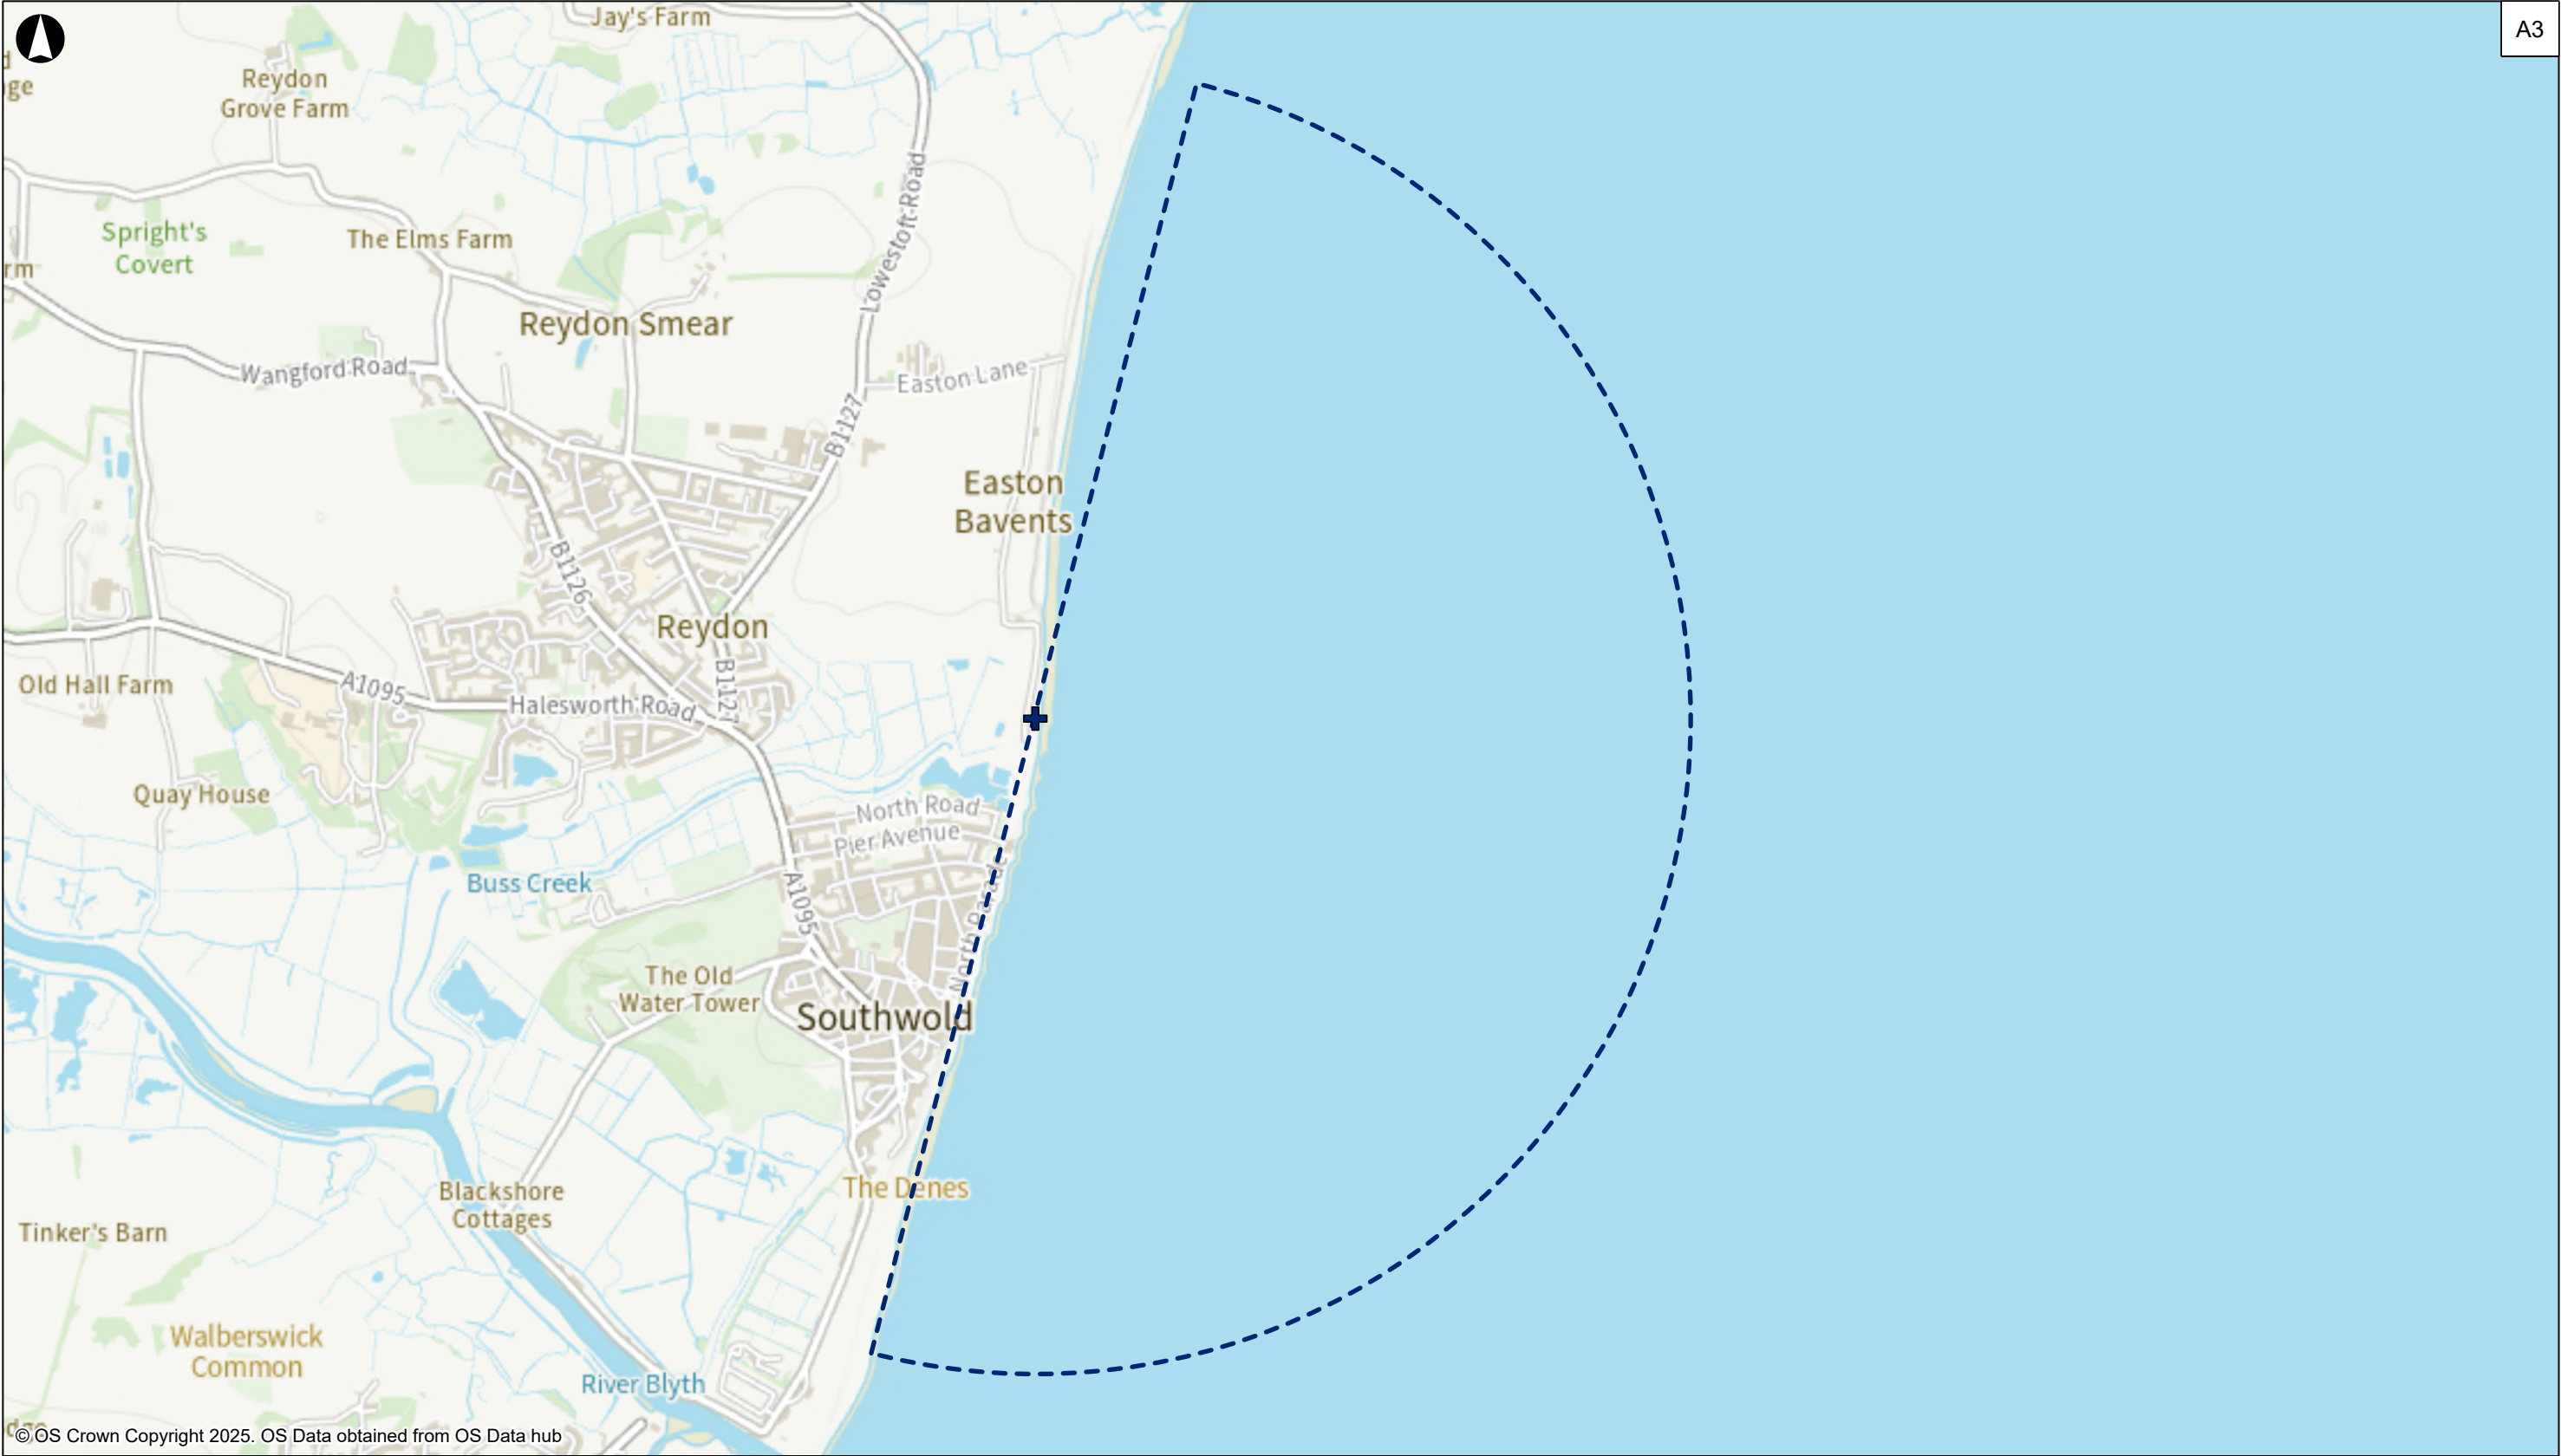 Jay's Farm
A3
Reydon
Grove Farm
Lowestoft Road
Spright's
Covert
The Elms Farm
Reydon Smear
Wangford Road
Easton Lane
B1127
Easton
Bavents
B1126
Reydon
B1127
Old Hall Farm
A1095
Halesworth Road
Quay House
North Road
Pier Avenue
North Parade
Buss Creek
A1095
The Old
Water Tower
Southwold
The Denes
Blackshore
Cottages
Tinker's Barn
Walberswick
Common
River Blyth
© OS Crown Copyright 2025. OS Data obtained from OS Data hub